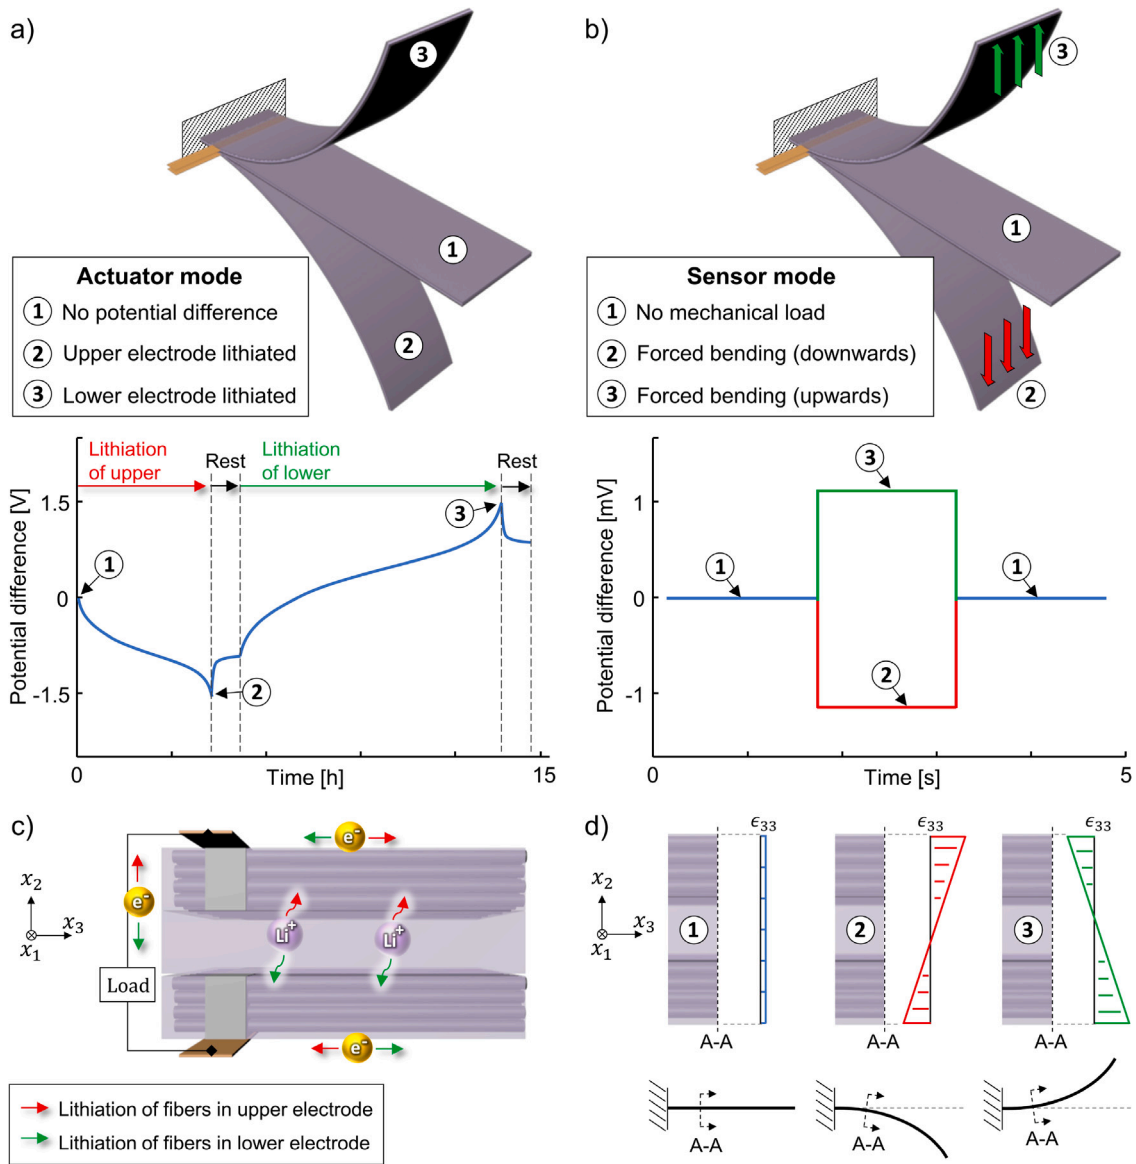 a)
3
1
2
Actuator mode
1 No potential difference
2 Upper electrode lithiated
3 Lower electrode lithiated
b)
3
1
2
Sensor mode
1 No mechanical load
2 Forced bending (downwards)
3 Forced bending (upwards)
Lithiation
of upper
Rest
Lithiation
of lower
Rest
Potential difference [V]
1.5
0
-1.5
1
2
3
0
Time [h]
15
Potential difference [mV]
1
0
-1
1
3
2
1
0
Time [s]
5
c)
x₂
x₃
x₁
e⁻
e⁻
Li⁺
Li⁺
Load
e⁻
Lithiation of fibers in upper electrode
Lithiation of fibers in lower electrode
d)
x₂
x₃
x₁
ϵ₃₃
ϵ₃₃
ϵ₃₃
1
2
3
A-A
A-A
A-A
A-A
A-A
A-A